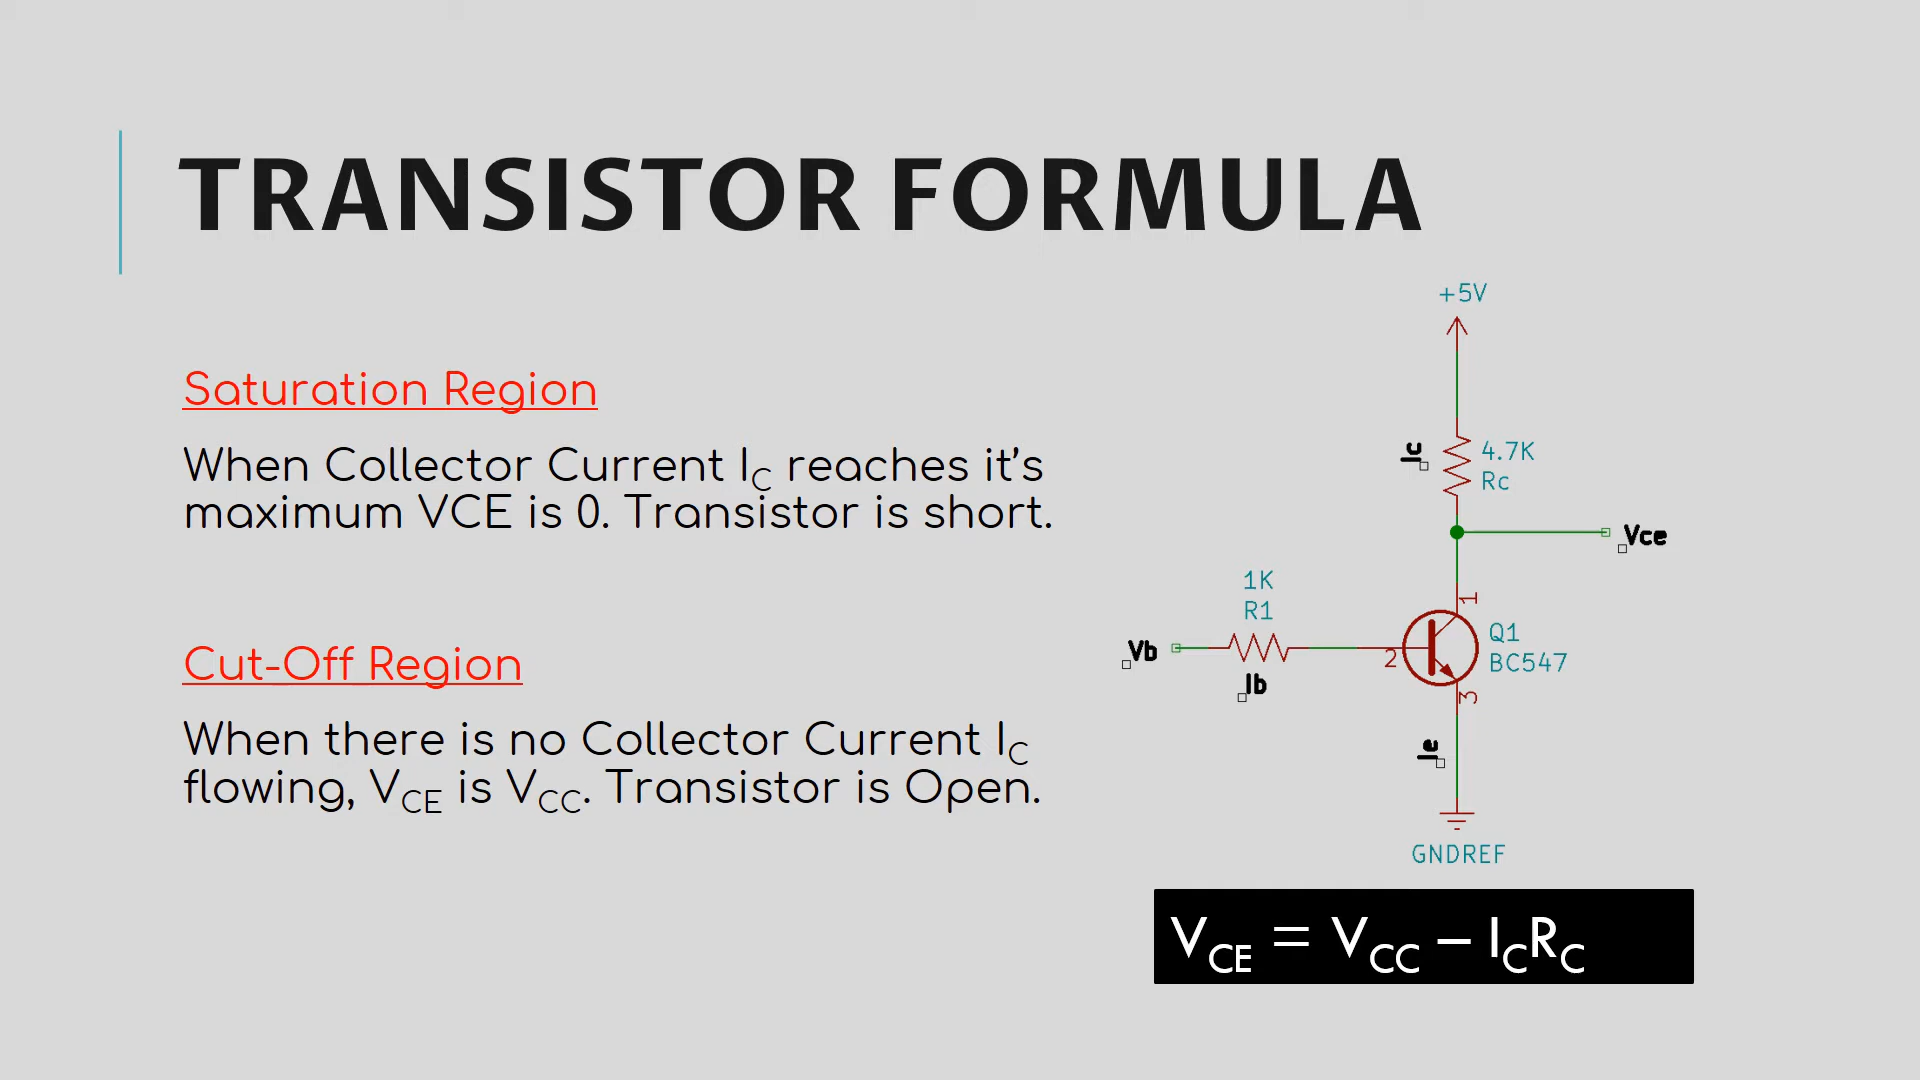 TRANSISTOR FORMULA
Saturation Region
When Collector Current IC reaches it’s
maximum VCE is 0. Transistor is short.
Cut-Off Region
When there is no Collector Current IC
flowing, VCE is VCC. Transistor is Open.
+5V
Ic
4.7K
Rc
Vce
1K
R1
Vb
Ib
1
2
3
Q1
BC547
Ie
GNDREF
VCE = VCC – ICRC